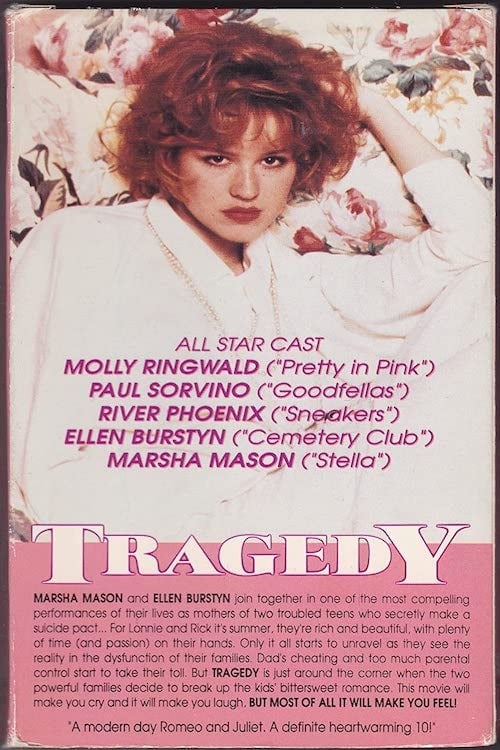 ALL STAR CAST
MOLLY RINGWALD ("Pretty in Pink")
PAUL SORVINO ("Goodfellas")
RIVER PHOENIX ("Sneakers")
ELLEN BURSTYN ("Cemetery Club")
MARSHA MASON ("Stella")
TRAGEDY
MARSHA MASON and ELLEN BURSTYN join together in one of the most compelling
performances of their lives as mothers of two troubled teens who secretly make a
suicide pact... For Lonnie and Rick it's summer, they're rich and beautiful, with plenty
of time (and passion) on their hands. Only it all starts to unravel as they see the
reality in the dysfunction of their families. Dad's cheating and too much parental
control start to take their toll. But TRAGEDY is just around the corner when the two
powerful families decide to break up the kids' bittersweet romance. This movie will
make you cry and it will make you laugh. BUT MOST OF ALL IT WILL MAKE YOU FEEL!
"A modern day Romeo and Juliet. A definite heartwarming 10!"